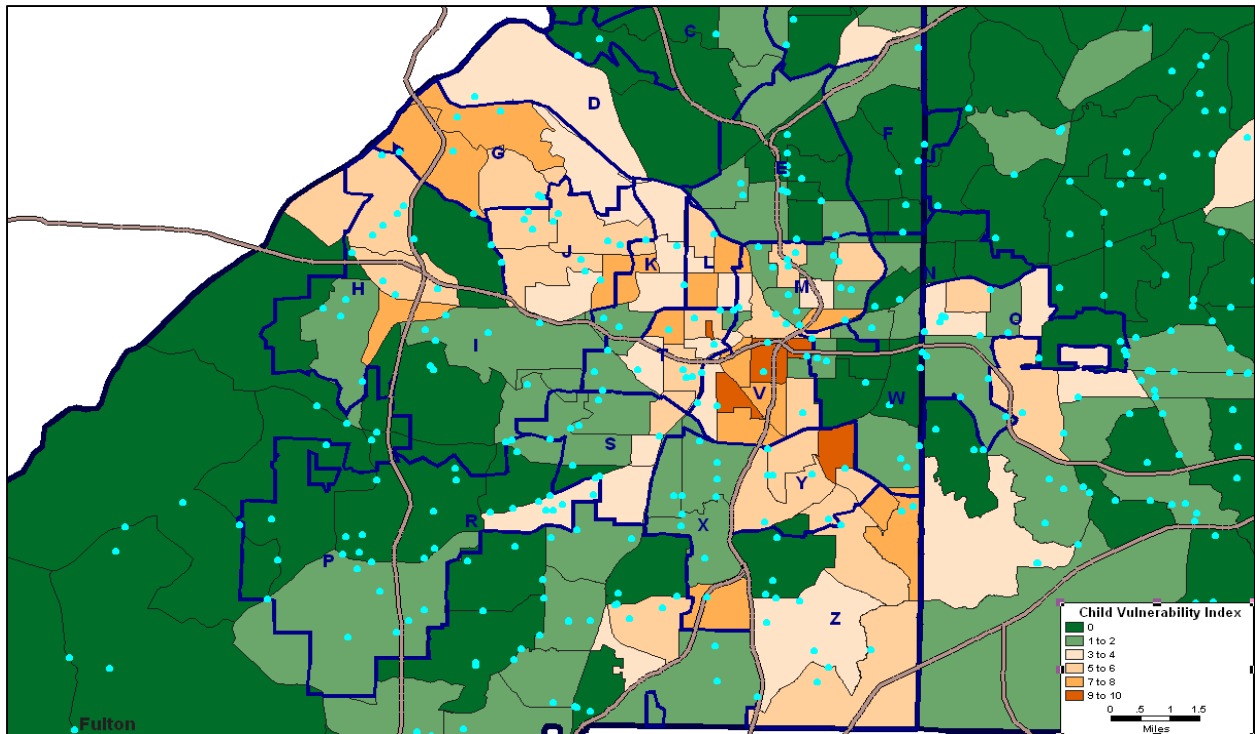 C
D
F
E
G
J
K
L
N
H
M
O
I
T
V
W
S
Y
R
X
P
Z
Fulton
Child Vulnerability Index
0
1 to 2
3 to 4
5 to 6
7 to 8
9 to 10
0 .5 1 1.5
Miles